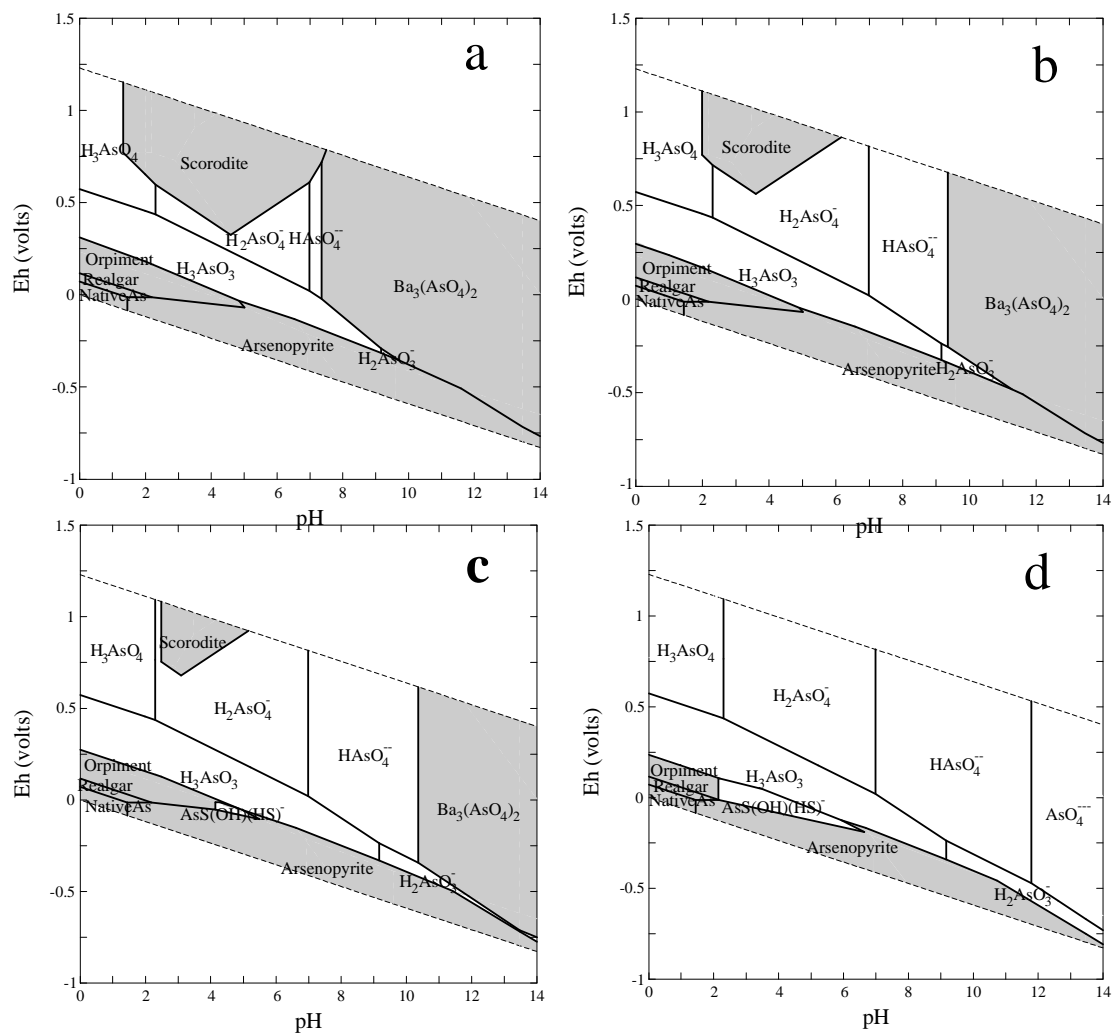 a
1.5
1
0.5
0
-0.5
-1
Eh (volts)
H3AsO4
Scorodite
H2AsO4-
HAsO4--
H3AsO3
Orpiment
Realgar
NativeAs
Ba3(AsO4)2
Arsenopyrite
H2AsO3-
0 2 4 6 8 10 12 14
pH
b
1.5
1
0.5
0
-0.5
-1
Eh (volts)
H3AsO4
Scorodite
H2AsO4-
HAsO4--
H3AsO3
Orpiment
Realgar
NativeAs
Ba3(AsO4)2
Arsenopyrite
H2AsO3-
0 2 4 6 8 10 12 14
pH
c
1.5
1
0.5
0
-0.5
-1
Eh (volts)
H3AsO4
Scorodite
H2AsO4-
HAsO4--
H3AsO3
Orpiment
Realgar
NativeAs
AsS(OH)(HS)-
Ba3(AsO4)2
Arsenopyrite
H2AsO3-
0 2 4 6 8 10 12 14
pH
d
1.5
1
0.5
0
-0.5
-1
Eh (volts)
H3AsO4
H2AsO4-
HAsO4--
H3AsO3
Orpiment
Realgar
NativeAs
AsS(OH)(HS)-
AsO4---
Arsenopyrite
H2AsO3-
0 2 4 6 8 10 12 14
pH